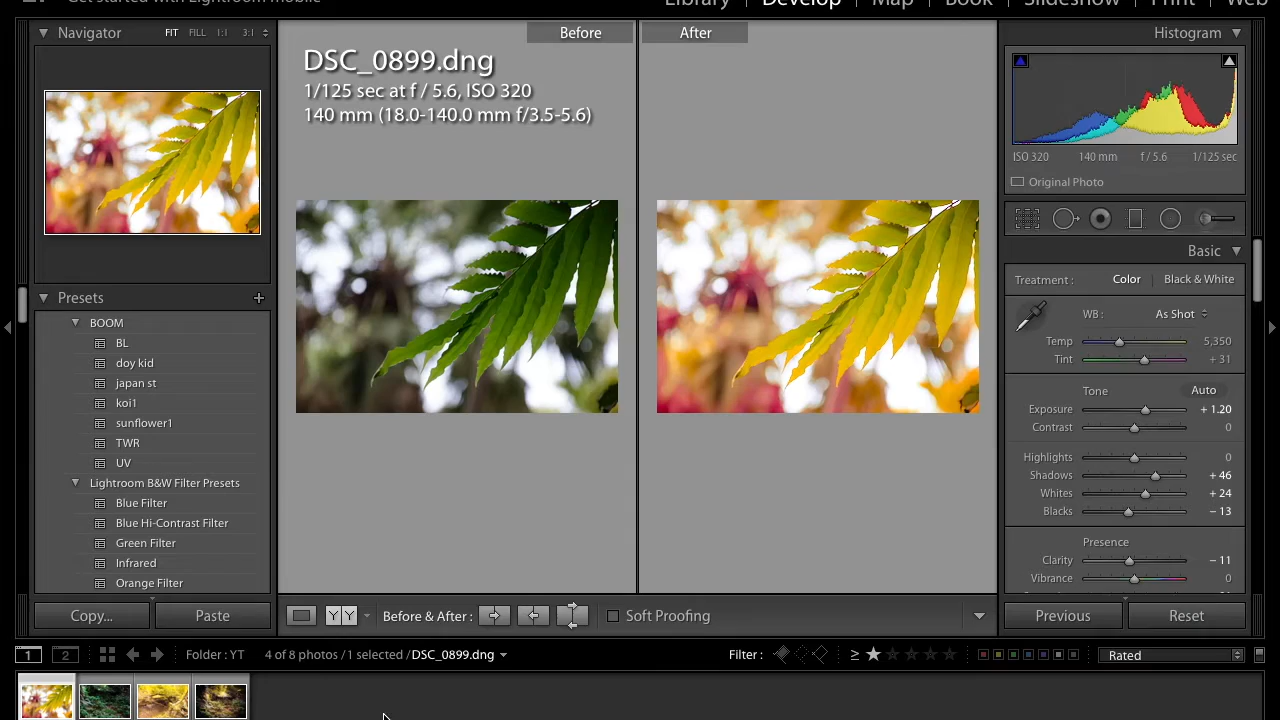 Get started with Lightroom mobile
Library | Develop | Map | Book | Slideshow | Print | Web
Navigator FIT FILL 1:1 3:1
Before
After
Histogram
DSC_0899.dng
1/125 sec at f / 5.6, ISO 320
140 mm (18.0-140.0 mm f/3.5-5.6)
ISO 320 140 mm f / 5.6 1/125 sec
Original Photo
Basic
Treatment : Color | Black & White
WB : As Shot
Temp 5,350
Tint + 31
Tone Auto
Exposure + 1.20
Contrast 0
Highlights 0
Shadows + 46
Whites + 24
Blacks – 13
Presence
Clarity – 11
Vibrance 0
Presets +
BOOM
BL
doy kid
japan st
koi1
sunflower1
TWR
UV
Lightroom B&W Filter Presets
Blue Filter
Blue Hi-Contrast Filter
Green Filter
Infrared
Orange Filter
Copy... Paste
Y Y Before & After : Soft Proofing
Previous Reset
1 2 Folder : YT 4 of 8 photos / 1 selected / DSC_0899.dng Filter : ≥ Rated